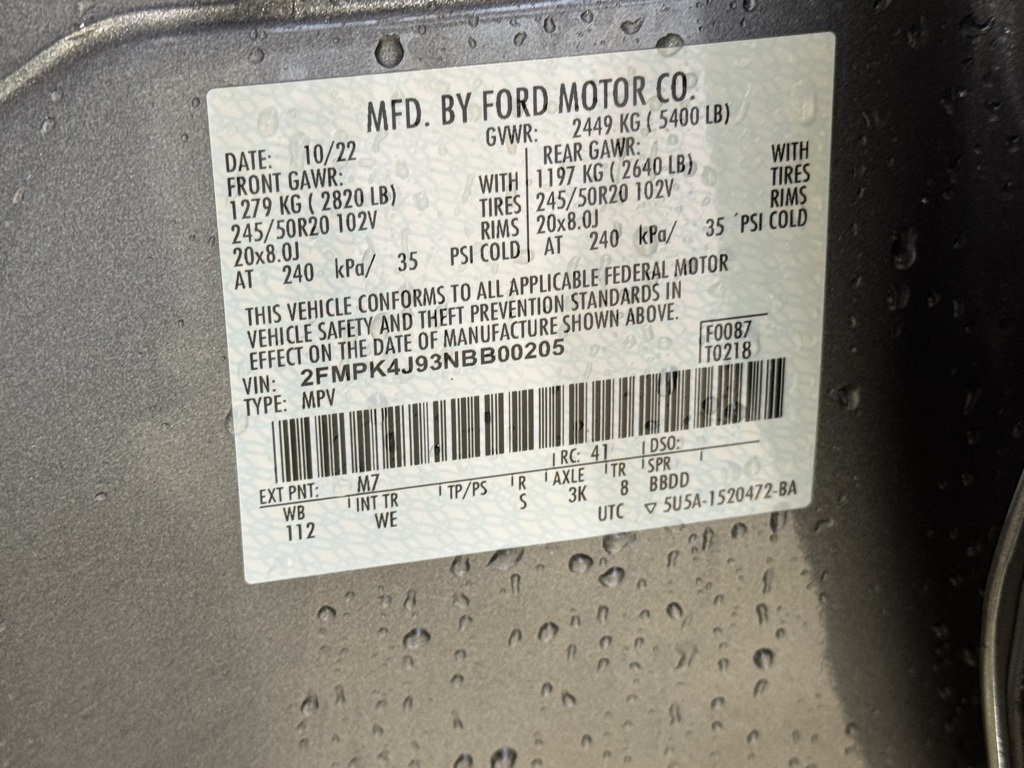 MFD. BY FORD MOTOR CO.
DATE: 10/22 GVWR: 2449 KG ( 5400 LB)
FRONT GAWR: REAR GAWR:
1279 KG ( 2820 LB) WITH 1197 KG ( 2640 LB) WITH
245/50R20 102V TIRES 245/50R20 102V TIRES
20x8.0J RIMS 20x8.0J RIMS
AT 240 kPa/ 35 PSI COLD AT 240 kPa/ 35 PSI COLD
THIS VEHICLE CONFORMS TO ALL APPLICABLE FEDERAL MOTOR
VEHICLE SAFETY AND THEFT PREVENTION STANDARDS IN
EFFECT ON THE DATE OF MANUFACTURE SHOWN ABOVE.
VIN: 2FMPK4J93NBB00205 F0087
TYPE: MPV T0218
EXT PNT: M7 RC: 41 DSO:
WB INT TR TP/PS R AXLE TR SPR
112 WE S 3K 8 BBDD
UTC ▽ 5U5A-1520472-BA